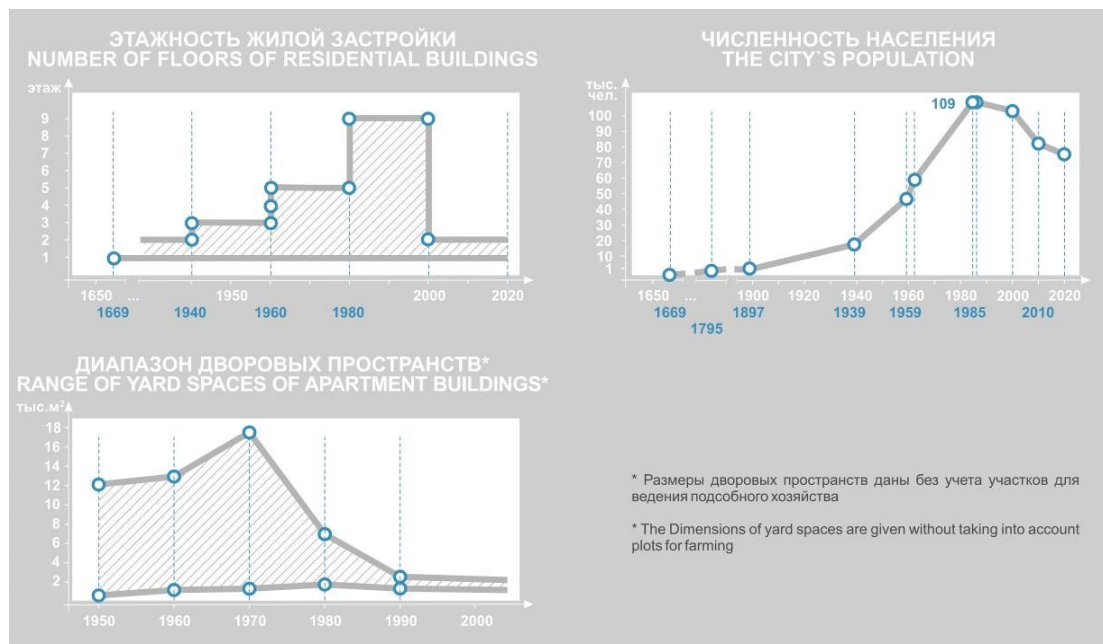 ЭТАЖНОСТЬ ЖИЛОЙ ЗАСТРОЙКИ
NUMBER OF FLOORS OF RESIDENTIAL BUILDINGS
этаж
9
8
7
6
5
4
3
2
1
1650 ... 1950 2000 2020
1669 1940 1960 1980
ЧИСЛЕННОСТЬ НАСЕЛЕНИЯ
THE CITY`S POPULATION
тыс.
чел.
109
100
90
80
70
60
50
40
30
20
10
1
1650 ... 1900 1920 1940 1960 1980 2000 2020
1669 1897 1939 1959 1985 2010
1795
ДИАПАЗОН ДВОРОВЫХ ПРОСТРАНСТВ*
RANGE OF YARD SPACES OF APARTMENT BUILDINGS*
тыс.м²
18
16
14
12
10
8
6
4
2
1950 1960 1970 1980 1990 2000
* Размеры дворовых пространств даны без учета участков для
ведения подсобного хозяйства
* The Dimensions of yard spaces are given without taking into account
plots for farming